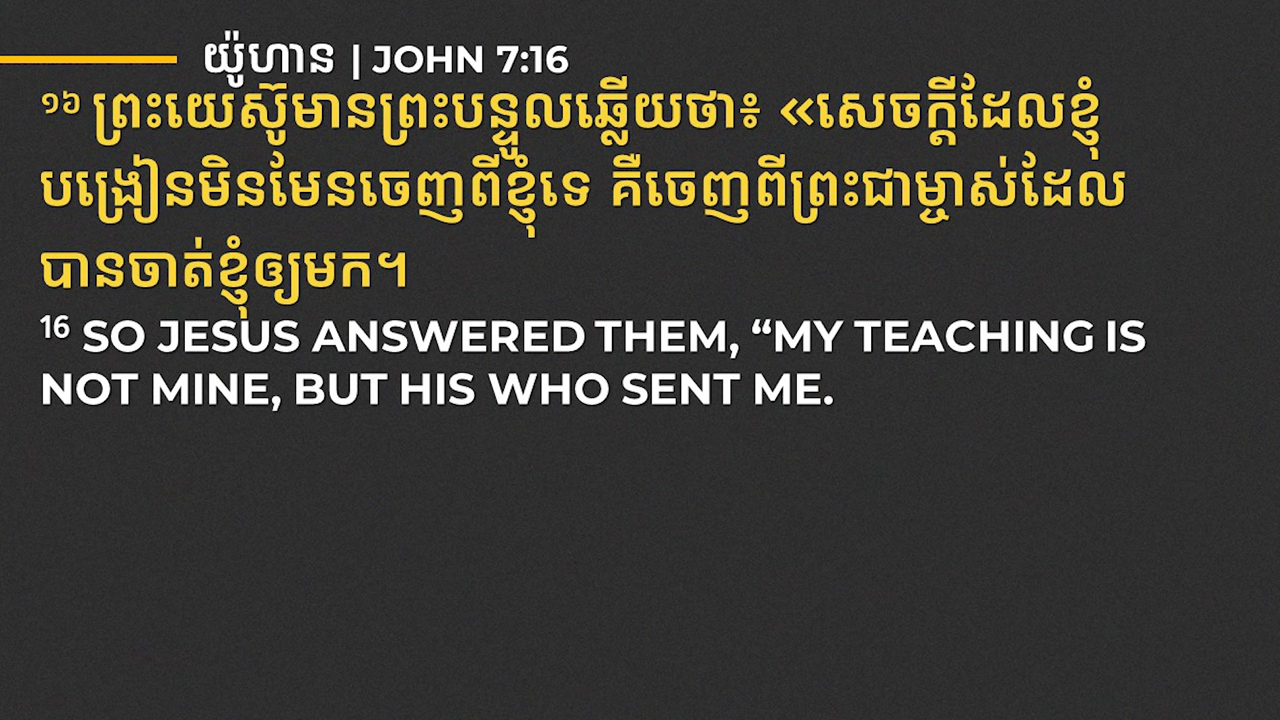 យ៉ូហាន | JOHN 7:16
១៦ ព្រះយេស៊ូមានព្រះបន្ទូលឆ្លើយថា៖ «សេចក្ដីដែលខ្ញុំ
បង្រៀនមិនមែនចេញពីខ្ញុំទេ គឺចេញពីព្រះជាម្ចាស់ដែល
បានចាត់ខ្ញុំឲ្យមក។
16 SO JESUS ANSWERED THEM, “MY TEACHING IS
NOT MINE, BUT HIS WHO SENT ME.